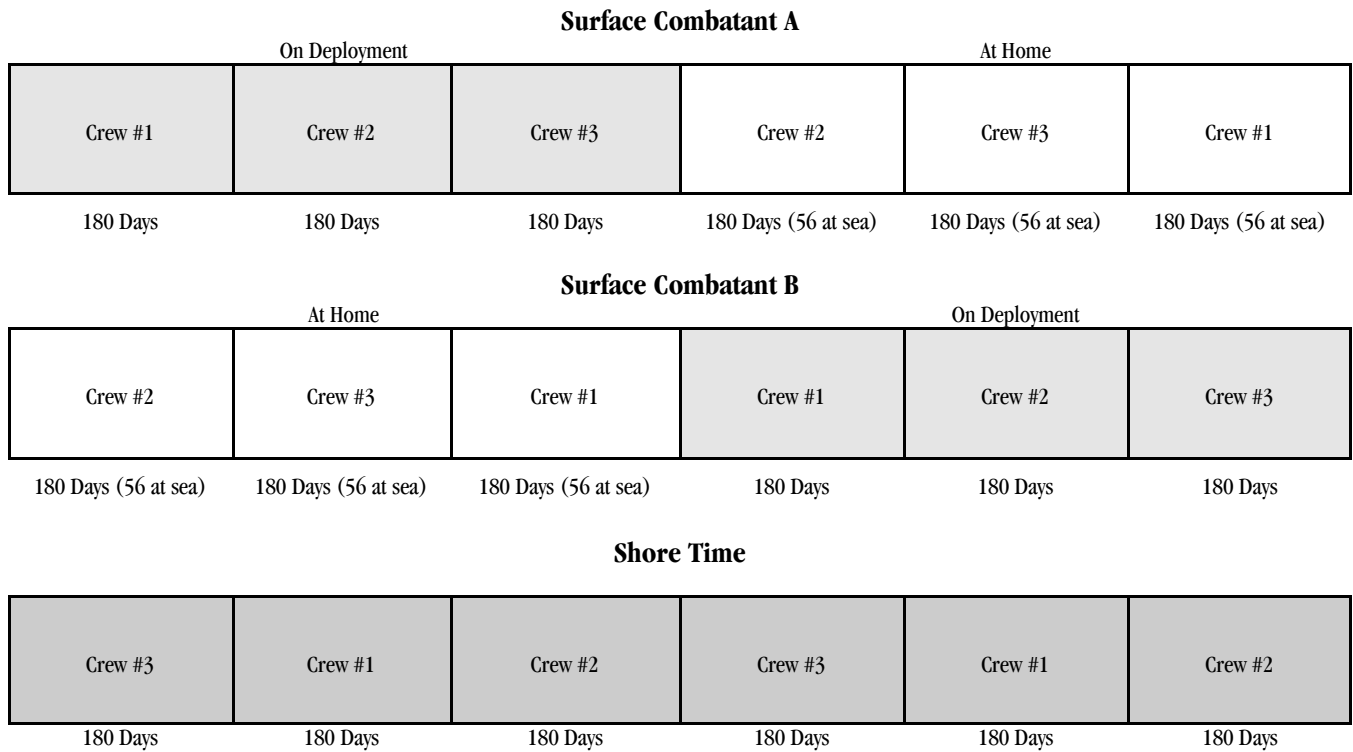 Surface Combatant A
On Deployment At Home
Crew #1 Crew #2 Crew #3 Crew #2 Crew #3 Crew #1
180 Days 180 Days 180 Days 180 Days (56 at sea) 180 Days (56 at sea) 180 Days (56 at sea)
Surface Combatant B
At Home On Deployment
Crew #2 Crew #3 Crew #1 Crew #1 Crew #2 Crew #3
180 Days (56 at sea) 180 Days (56 at sea) 180 Days (56 at sea) 180 Days 180 Days 180 Days
Shore Time
Crew #3 Crew #1 Crew #2 Crew #3 Crew #1 Crew #2
180 Days 180 Days 180 Days 180 Days 180 Days 180 Days